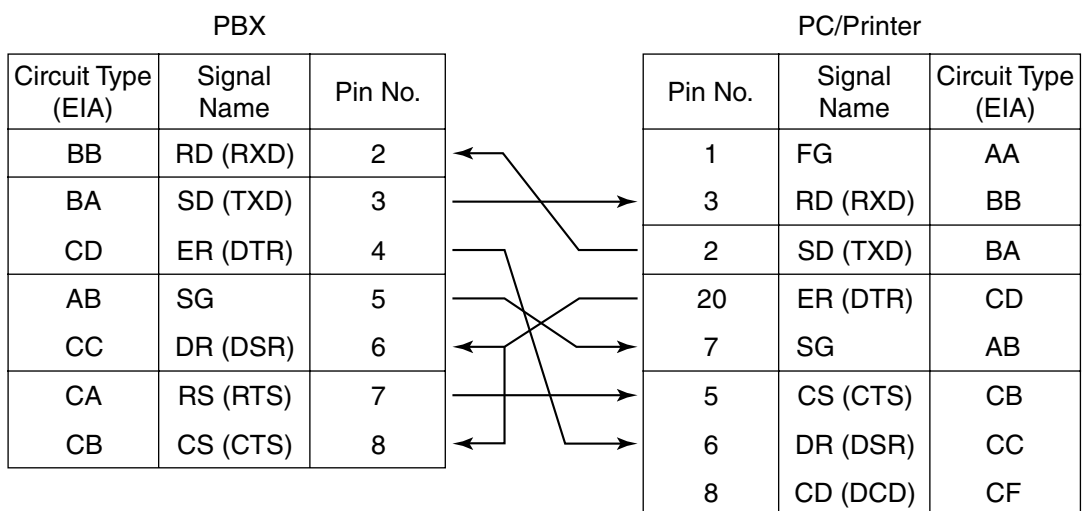 PBX
Circuit Type (EIA) Signal Name Pin No.
BB RD (RXD) 2
BA SD (TXD) 3
CD ER (DTR) 4
AB SG 5
CC DR (DSR) 6
CA RS (RTS) 7
CB CS (CTS) 8
PC/Printer
Pin No. Signal Name Circuit Type (EIA)
1 FG AA
3 RD (RXD) BB
2 SD (TXD) BA
20 ER (DTR) CD
7 SG AB
5 CS (CTS) CB
6 DR (DSR) CC
8 CD (DCD) CF